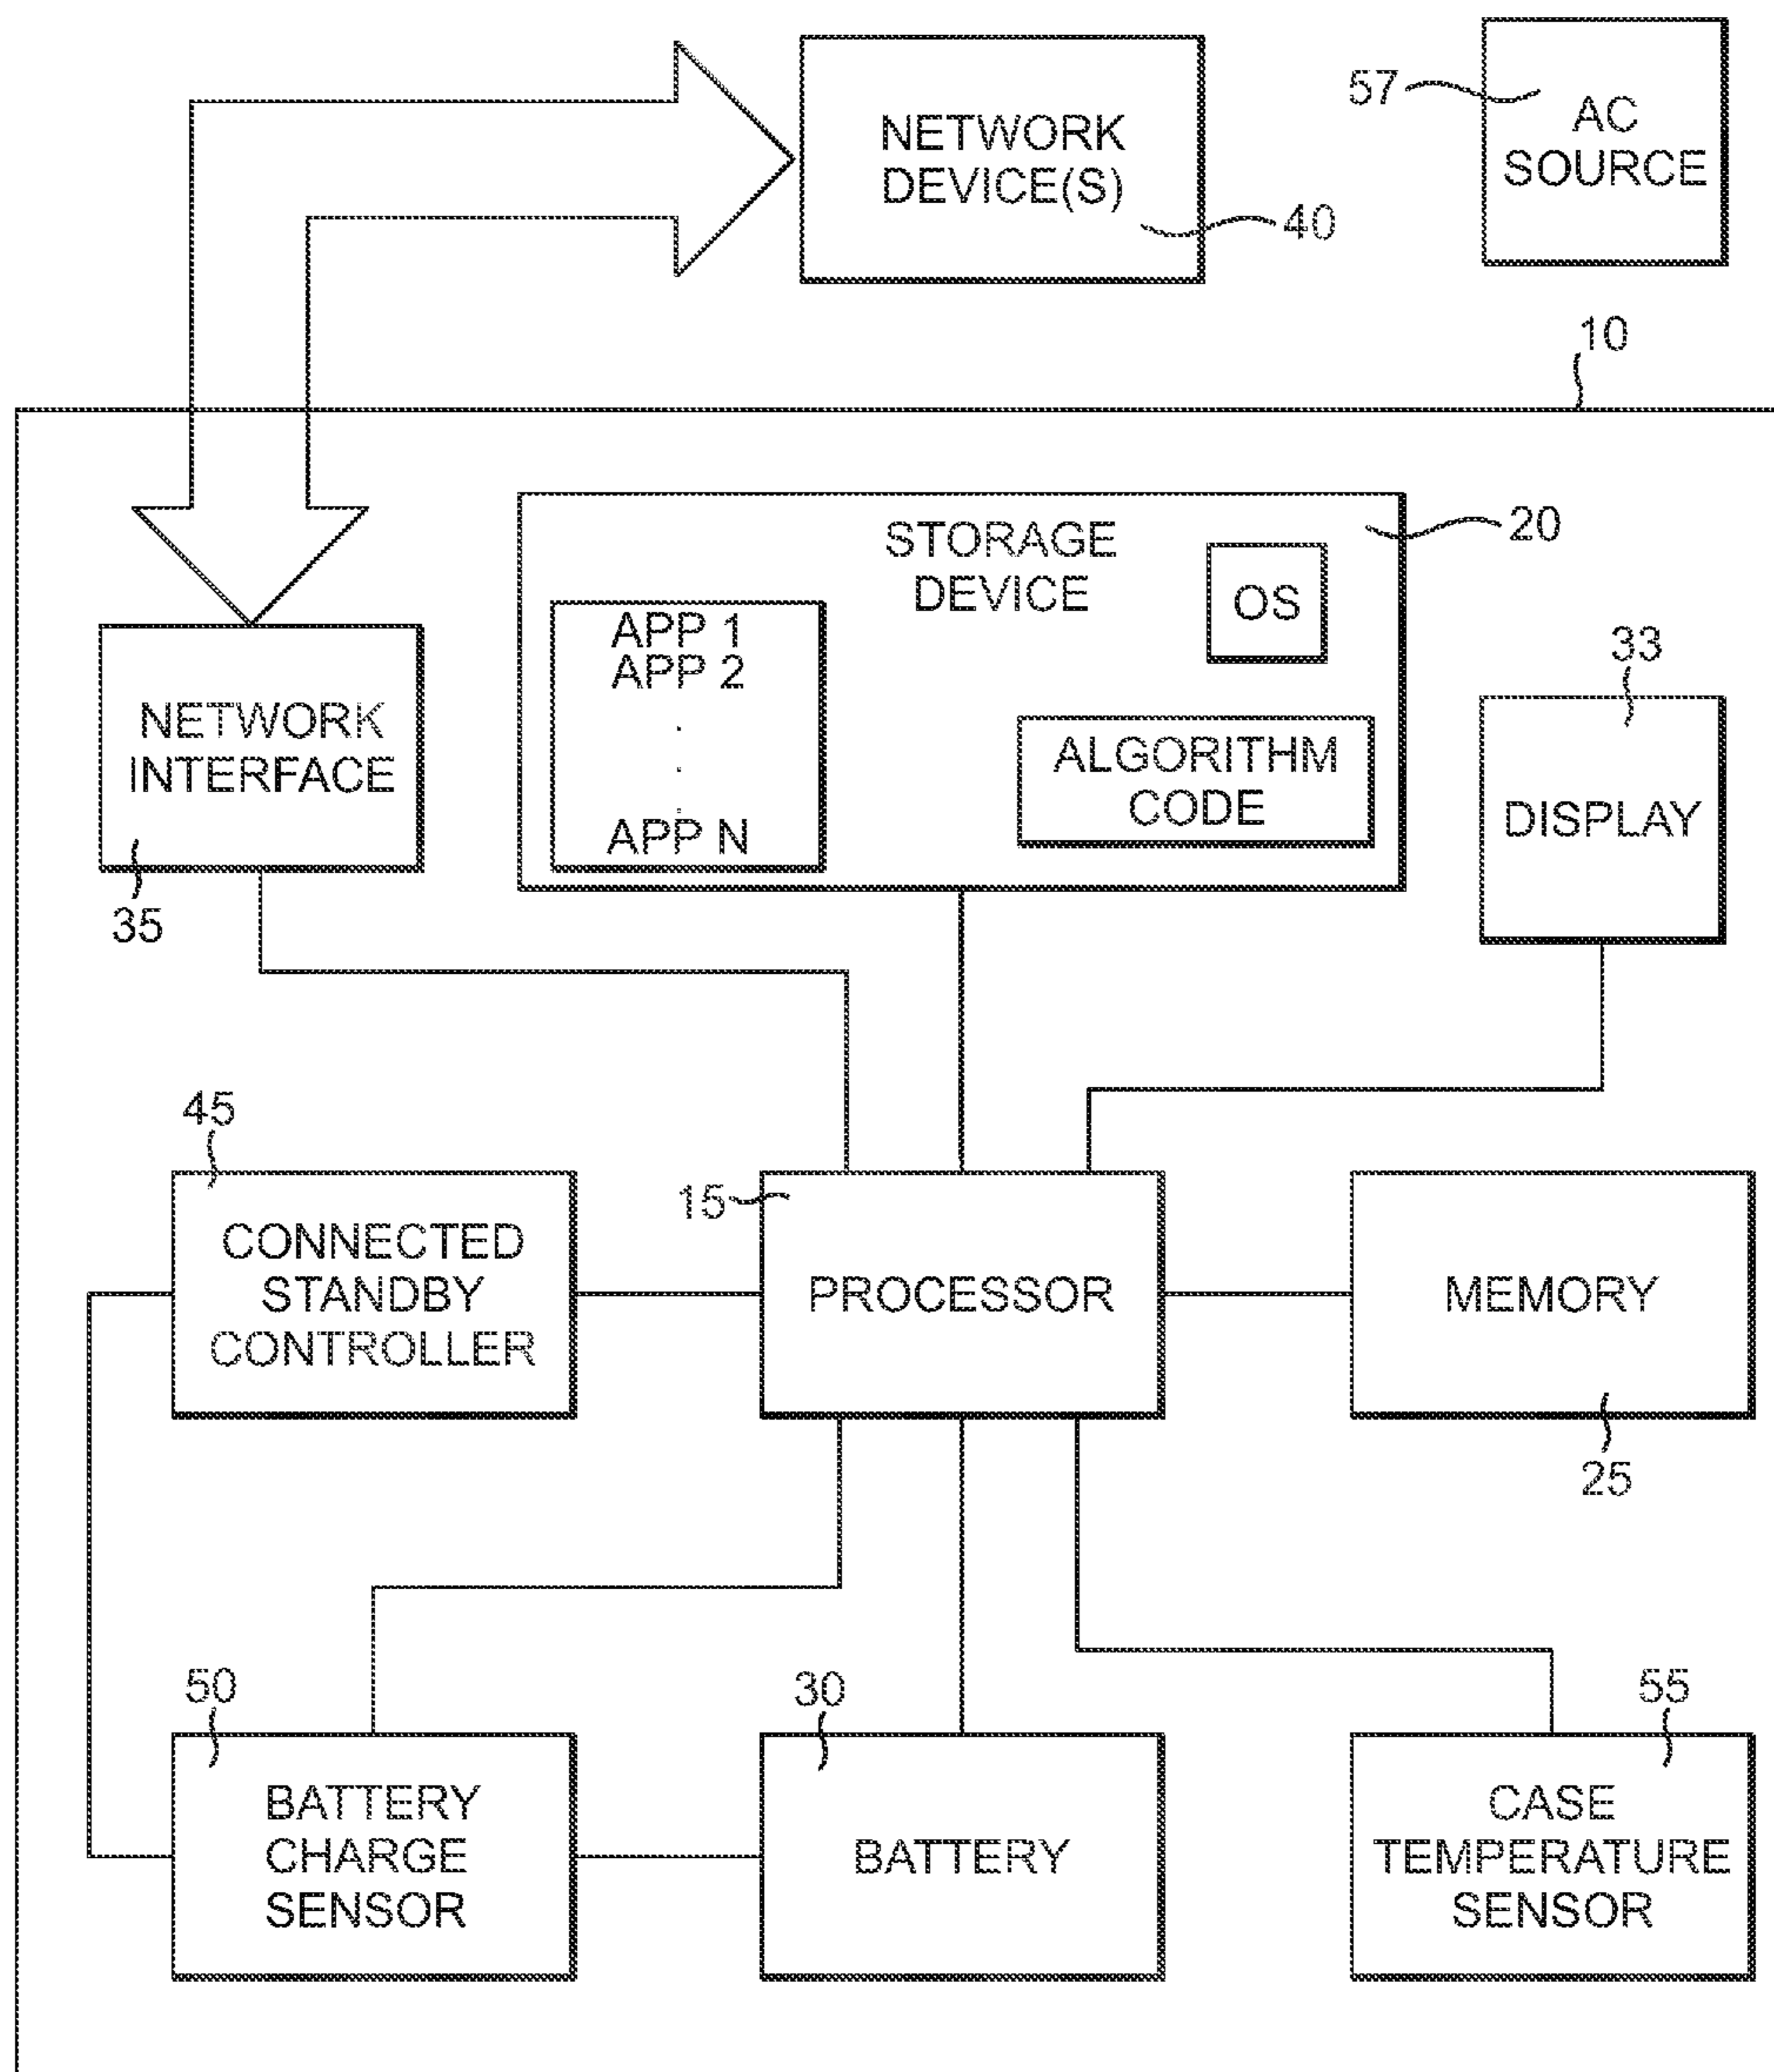 NETWORK
DEVICE(S)
40
57
AC
SOURCE
10
STORAGE
DEVICE
20
OS
APP 1
APP 2
.
.
.
APP N
ALGORITHM
CODE
33
DISPLAY
NETWORK
INTERFACE
35
45
CONNECTED
STANDBY
CONTROLLER
15
PROCESSOR
MEMORY
25
50
BATTERY
CHARGE
SENSOR
30
BATTERY
55
CASE
TEMPERATURE
SENSOR